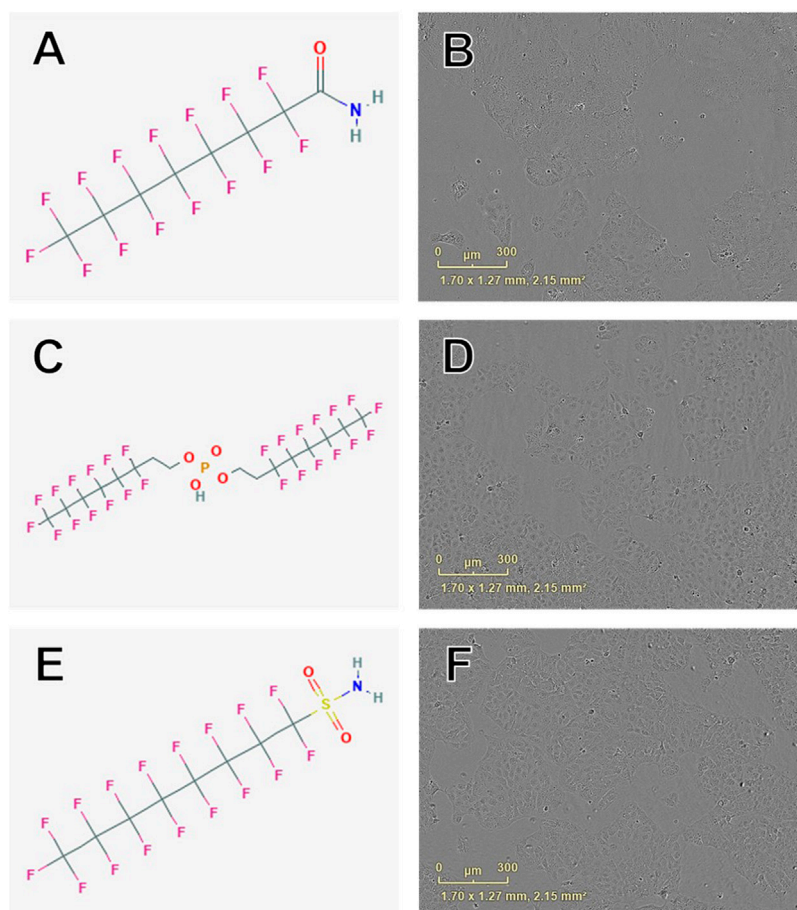 A
O
F F F F F F F
N H
H
F F F F F F F F
B
0 µm 300
1.70 x 1.27 mm, 2.15 mm²
C
F F F F F F F
F F F F F F
O O
P
O O
H
F F F F F F
F F F F F F F
D
0 µm 300
1.70 x 1.27 mm, 2.15 mm²
E
H
O N H
F F F F F F F F
S
O
F F F F F F F F F
F
0 µm 300
1.70 x 1.27 mm, 2.15 mm²